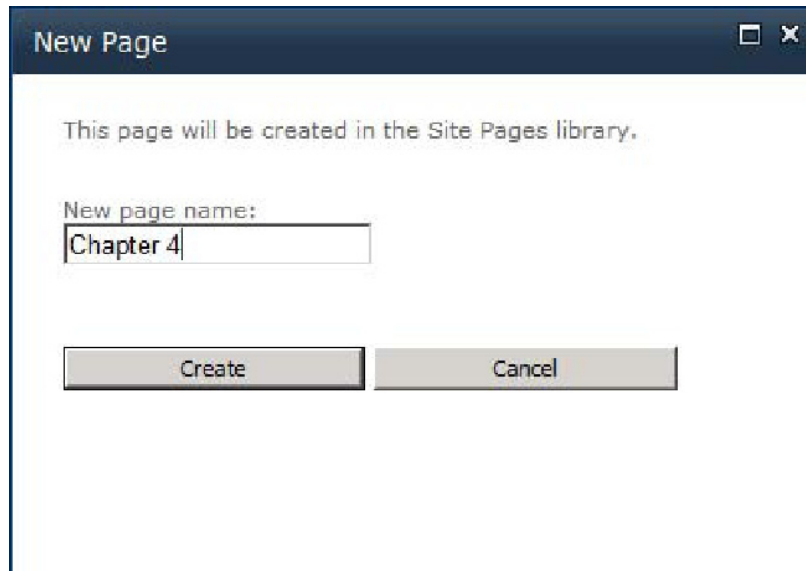 New Page
This page will be created in the Site Pages library.
New page name:
Chapter 4
Create Cancel